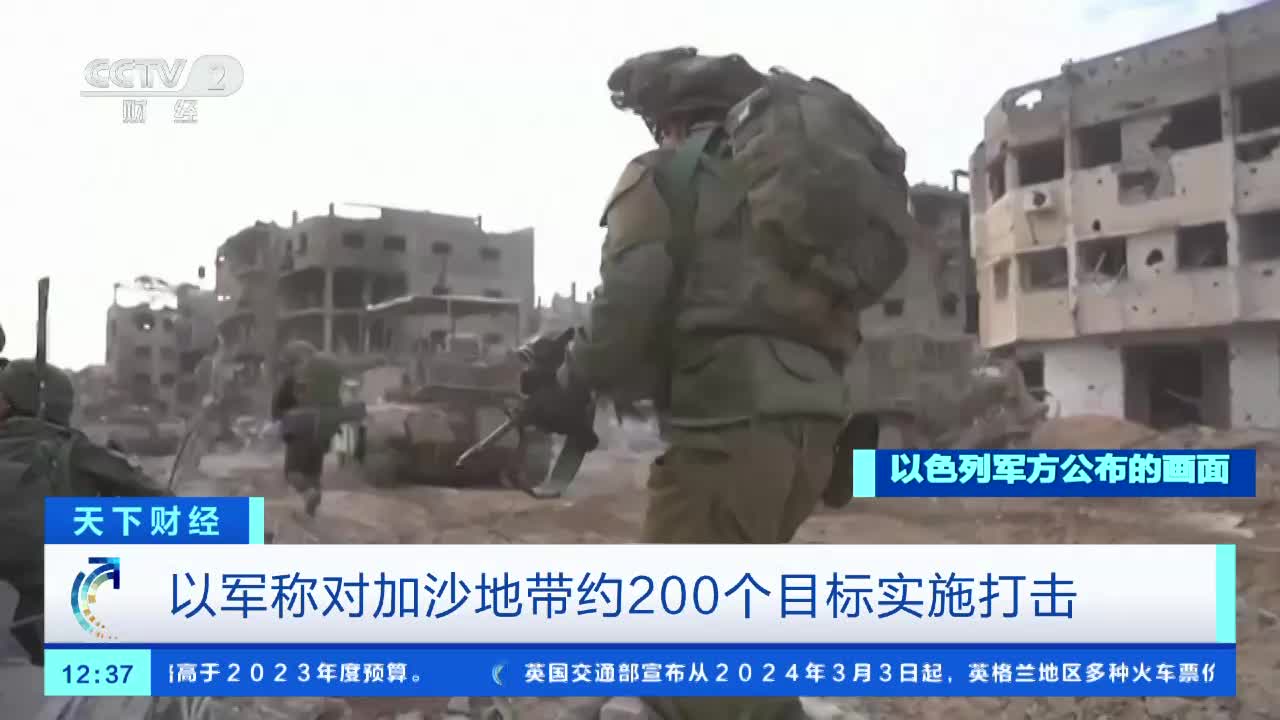 CCTV 2
财经
以色列军方公布的画面
天下财经
以军称对加沙地带约200个目标实施打击
12:37
高于2023年度预算。 英国交通部宣布从2024年3月3日起，英格兰地区多种火车票价